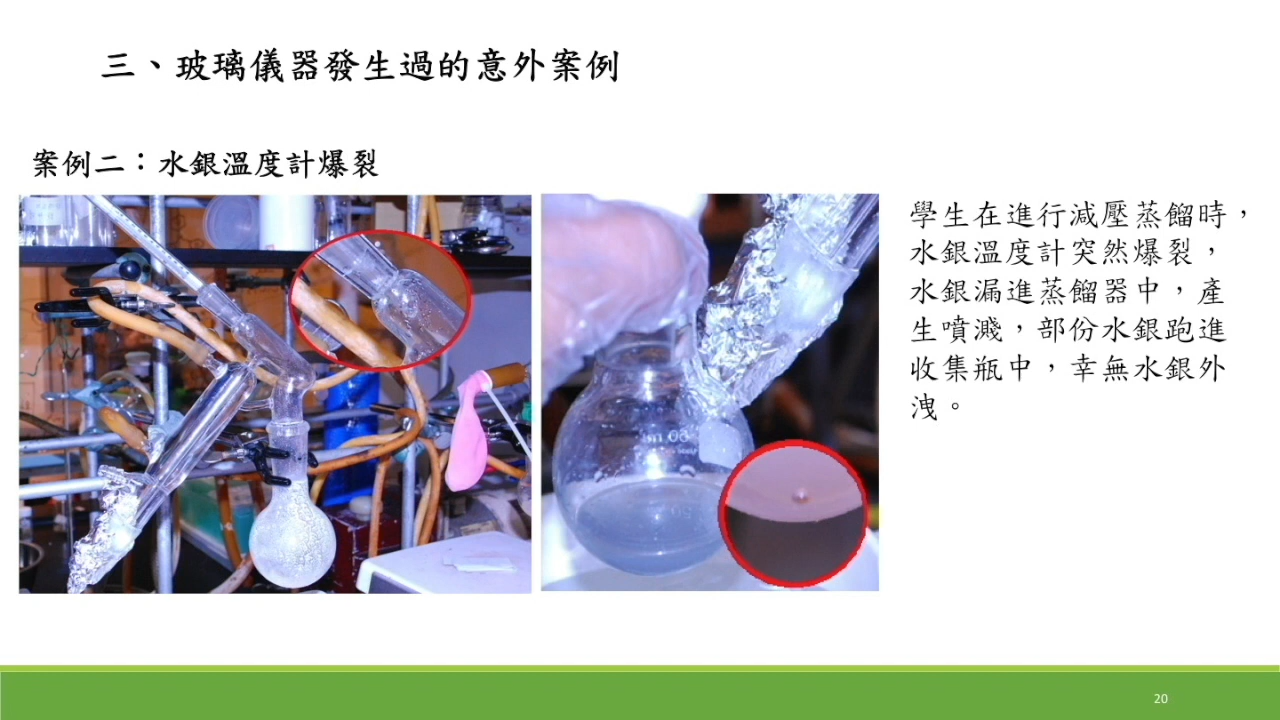 三、玻璃儀器發生過的意外案例
案例二：水銀溫度計爆裂
學生在進行減壓蒸餾時，
水銀溫度計突然爆裂，
水銀漏進蒸餾器中，產
生噴濺，部份水銀跑進
收集瓶中，幸無水銀外
洩。
20